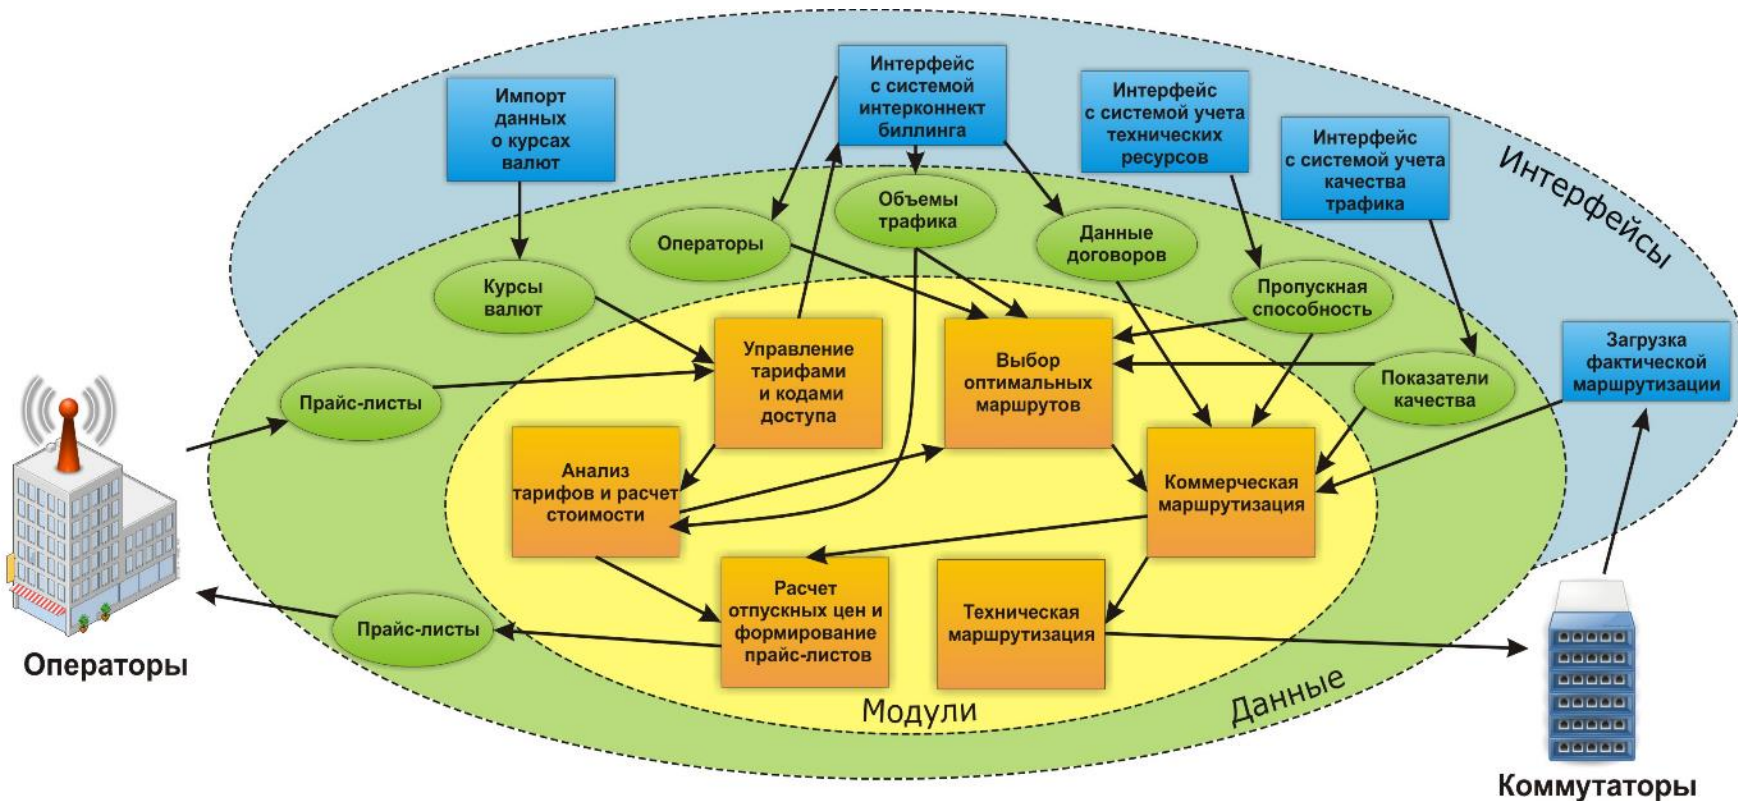 Импорт
данных
о курсах
валют
Интерфейс
с системой
интерконнект
биллинга
Интерфейс
с системой учета
технических
ресурсов
Интерфейс
с системой учета
качества
трафика
Интерфейсы
Операторы
Объемы
трафика
Данные
договоров
Курсы
валют
Пропускная
способность
Загрузка
фактической
маршрутизации
Управление
тарифами
и кодами
доступа
Выбор
оптимальных
маршрутов
Показатели
качества
Прайс-листы
Анализ
тарифов и расчет
стоимости
Коммерческая
маршрутизация
Расчет
отпускных цен и
формирование
прайс-листов
Техническая
маршрутизация
Прайс-листы
Операторы
Модули
Данные
Коммутаторы